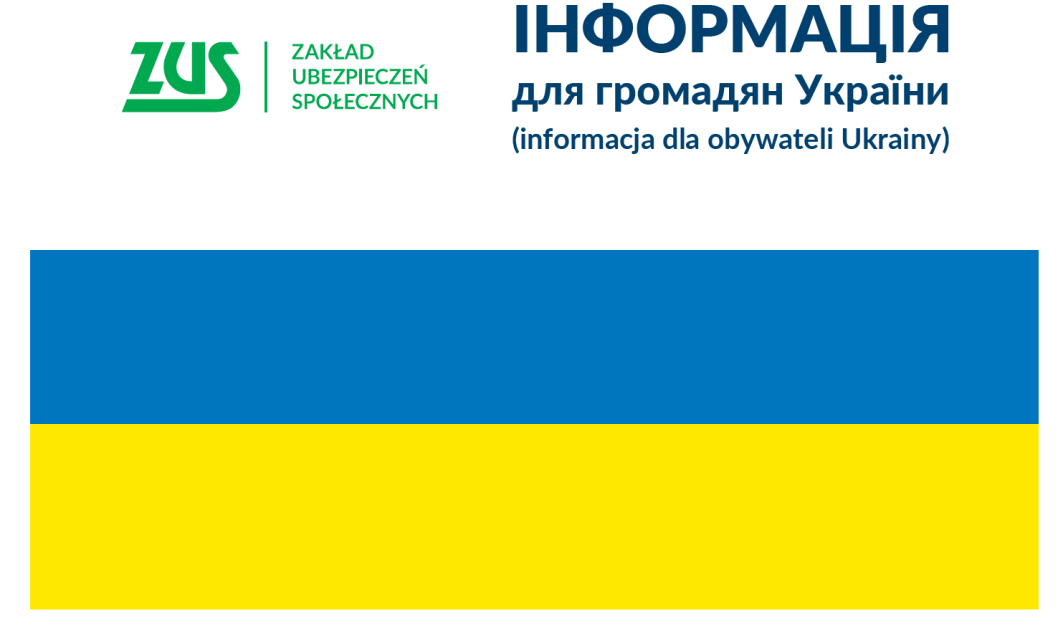 ZUS
ZAKŁAD
UBEZPIECZEŃ
SPOŁECZNYCH
ІНФОРМАЦІЯ
для громадян України
(informacja dla obywateli Ukrainy)